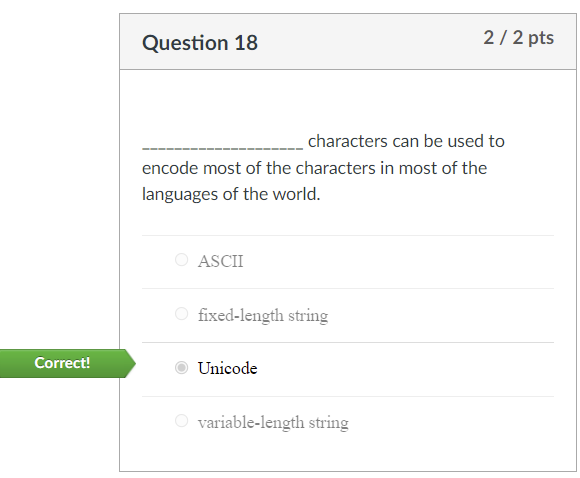 Question 18
2 / 2 pts
____________________ characters can be used to
encode most of the characters in most of the
languages of the world.
ASCII
fixed-length string
Correct!
Unicode
variable-length string